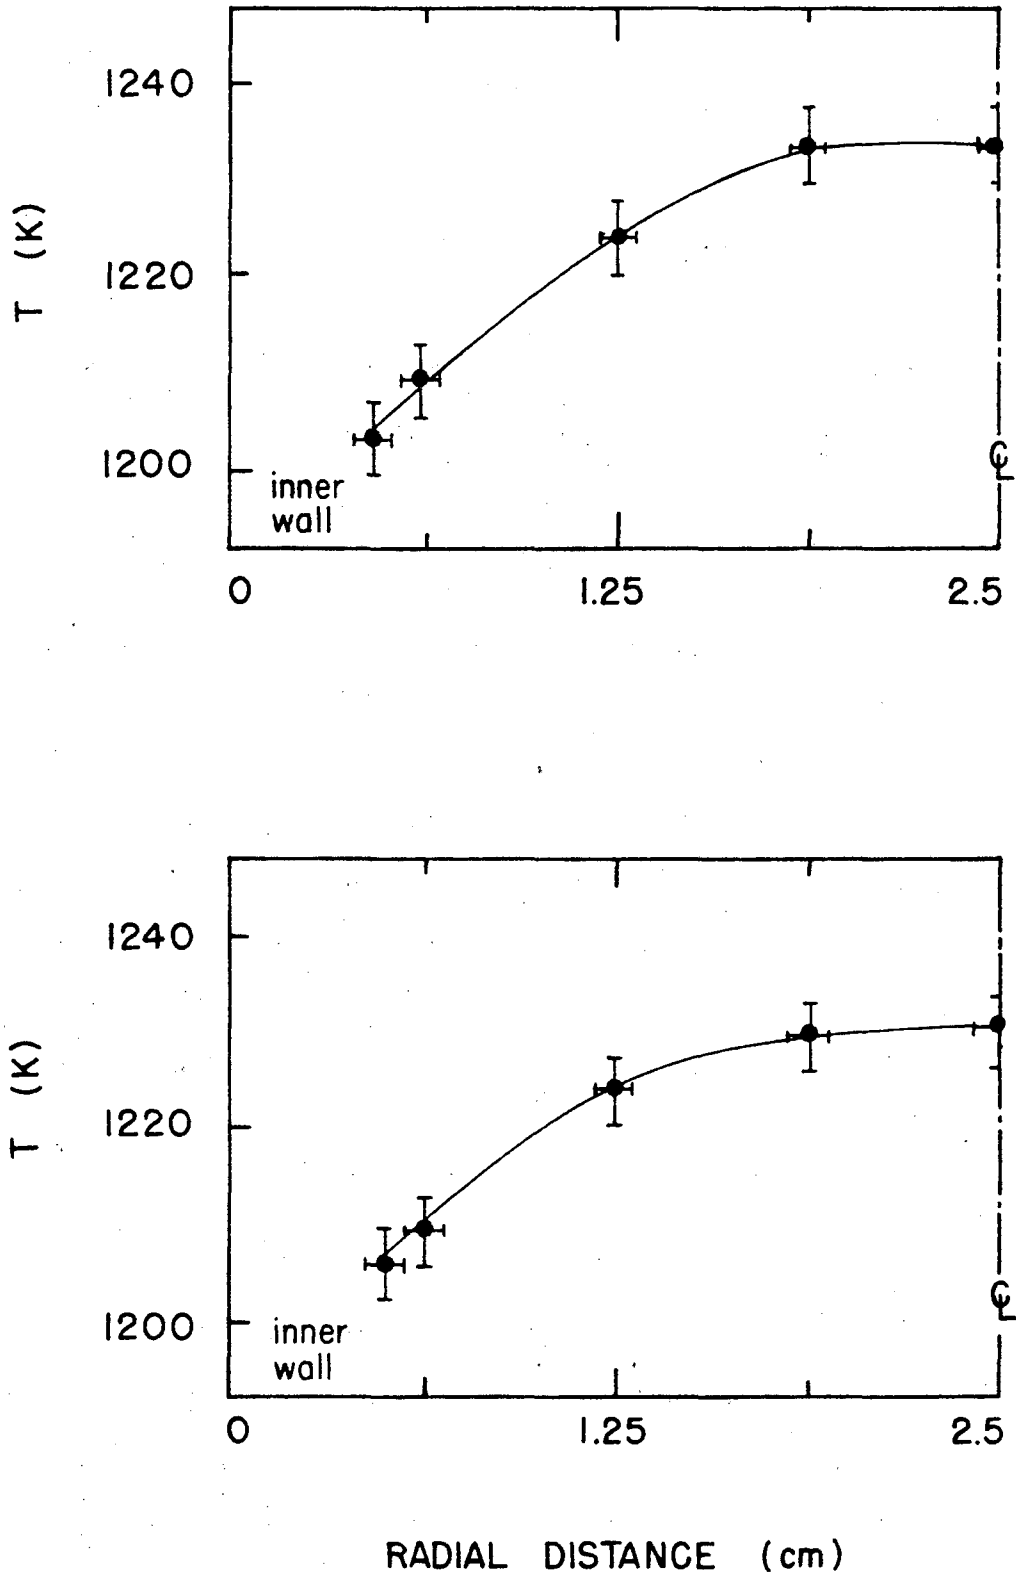 1240
1220
1200
T (K)
inner
wall
℄
0 1.25 2.5
1240
1220
1200
T (K)
inner
wall
℄
0 1.25 2.5
RADIAL DISTANCE (cm)